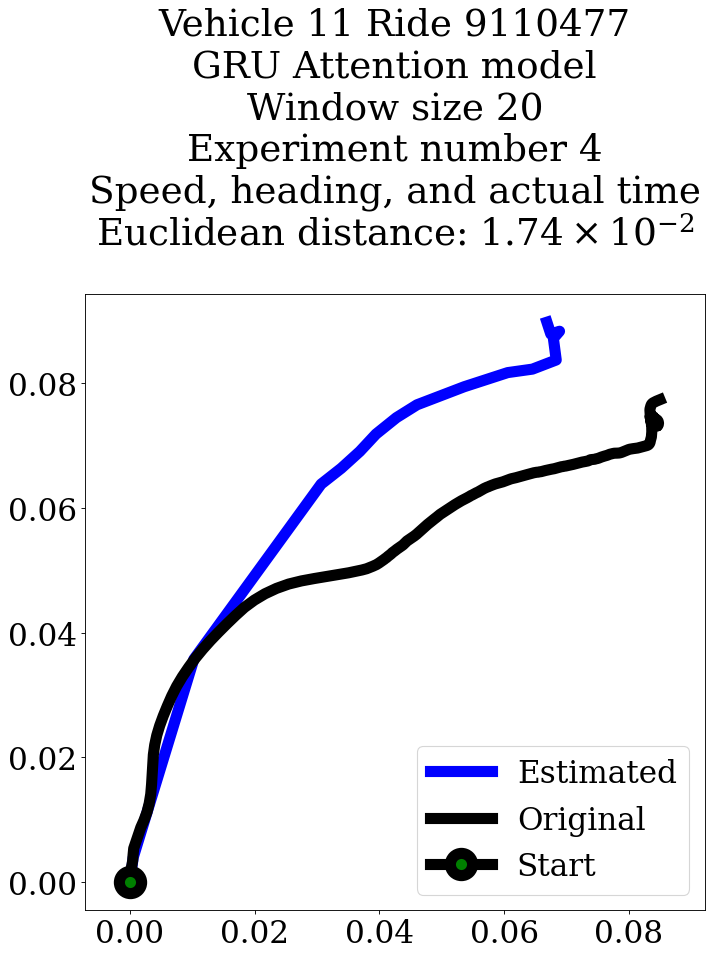 Vehicle 11 Ride 9110477
GRU Attention model
Window size 20
Experiment number 4
Speed, heading, and actual time
Euclidean distance: 1.74 × 10⁻²
0.08
0.06
0.04
0.02
0.00
Estimated
Original
Start
0.00 0.02 0.04 0.06 0.08